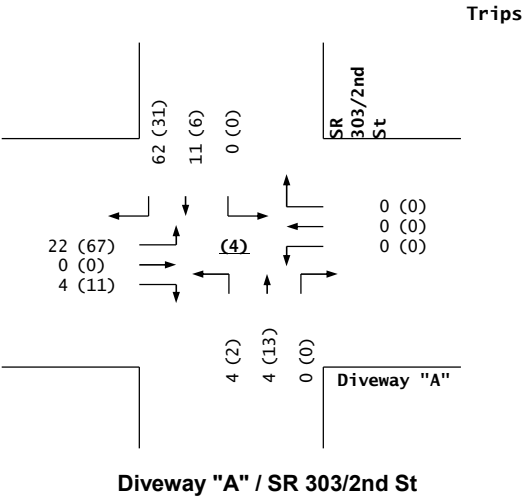 Trips
SR
303/2nd
St
62 (31)
11 (6)
0 (0)
0 (0)
0 (0)
0 (0)
22 (67)
0 (0)
4 (11)
(4)
4 (2)
4 (13)
0 (0)
Diveway "A"
Diveway "A" / SR 303/2nd St